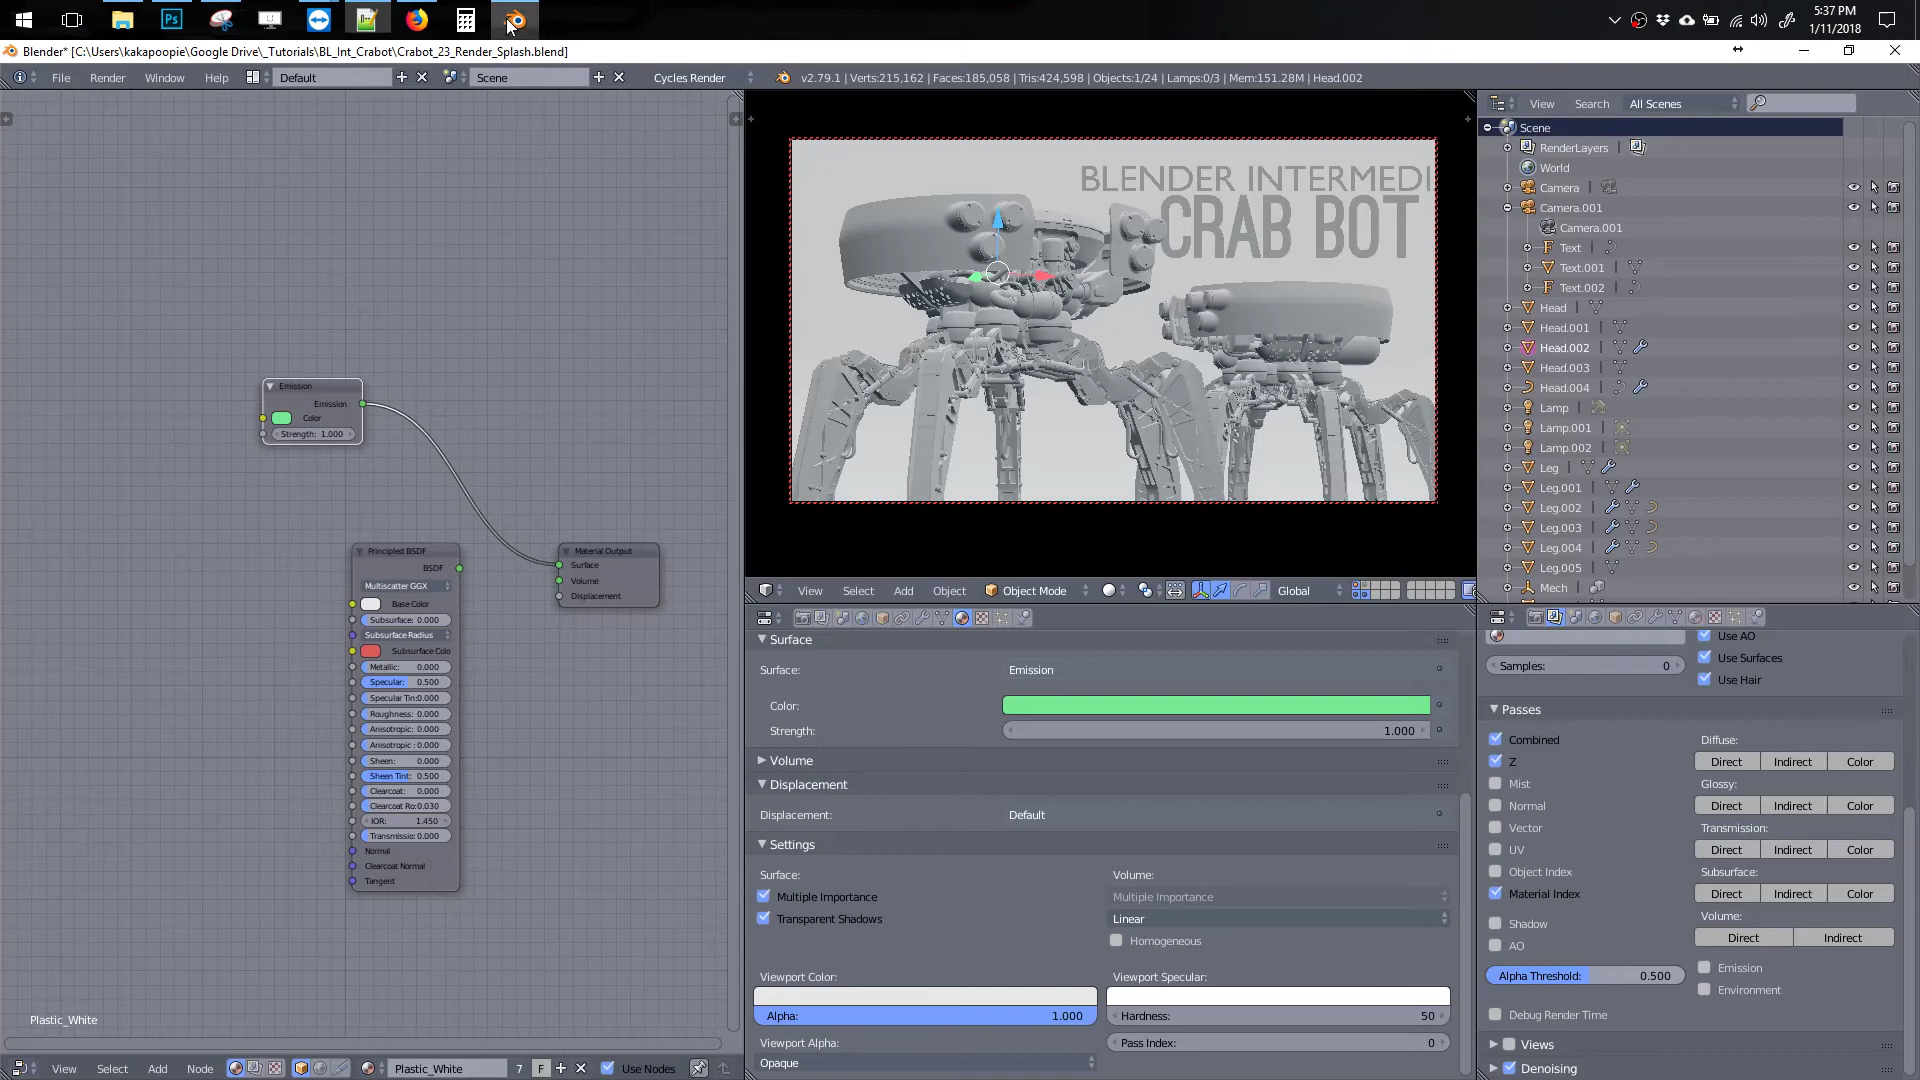 5:37 PM
1/11/2018
Blender* [C:\Users\kakapoopie\Google Drive\_Tutorials\BL_Int_Crabot\Crabot_23_Render_Splash.blend]
File Render Window Help Default Scene Cycles Render v2.79.1 | Verts:215,162 | Faces:185,058 | Tris:424,598 | Objects:1/24 | Lamps:0/3 | Mem:151.28M | Head.002
Emission
Emission
Color
Strength: 1.000
Principled BSDF
BSDF
Multiscatter GGX
Base Color
Subsurface: 0.000
Subsurface Radius
Subsurface Colo
Metallic: 0.000
Specular: 0.500
Specular Tin:0.000
Roughness: 0.000
Anisotropic: 0.000
Anisotropic : 0.000
Sheen: 0.000
Sheen Tint: 0.500
Clearcoat: 0.000
Clearcoat Ro:0.030
IOR: 1.450
Transmissio: 0.000
Normal
Clearcoat Normal
Tangent
Material Output
Surface
Volume
Displacement
Plastic_White
View Select Add Node Plastic_White 7 F Use Nodes
BLENDER INTERMEDI
CRAB BOT
View Select Add Object Object Mode Global
Surface
Surface: Emission
Color:
Strength: 1.000
Volume
Displacement
Displacement: Default
Settings
Surface: Volume:
Multiple Importance Multiple Importance
Transparent Shadows Linear
Homogeneous
Viewport Color: Viewport Specular:
Alpha: 1.000 Hardness: 50
Viewport Alpha: Pass Index: 0
Opaque
View Search All Scenes
Scene
RenderLayers |
World
Camera |
Camera.001
Camera.001
Text |
Text.001 |
Text.002 |
Head |
Head.001 |
Head.002 |
Head.003 |
Head.004 |
Lamp |
Lamp.001 |
Lamp.002 |
Leg |
Leg.001 |
Leg.002 |
Leg.003 |
Leg.004 |
Leg.005 |
Mech |
Use AO
Samples: 0 Use Surfaces
Use Hair
Passes
Combined Diffuse:
Z Direct Indirect Color
Mist Glossy:
Normal Direct Indirect Color
Vector Transmission:
UV Direct Indirect Color
Object Index Subsurface:
Material Index Direct Indirect Color
Shadow Volume:
AO Direct Indirect
Alpha Threshold: 0.500 Emission
Environment
Debug Render Time
Views
Denoising